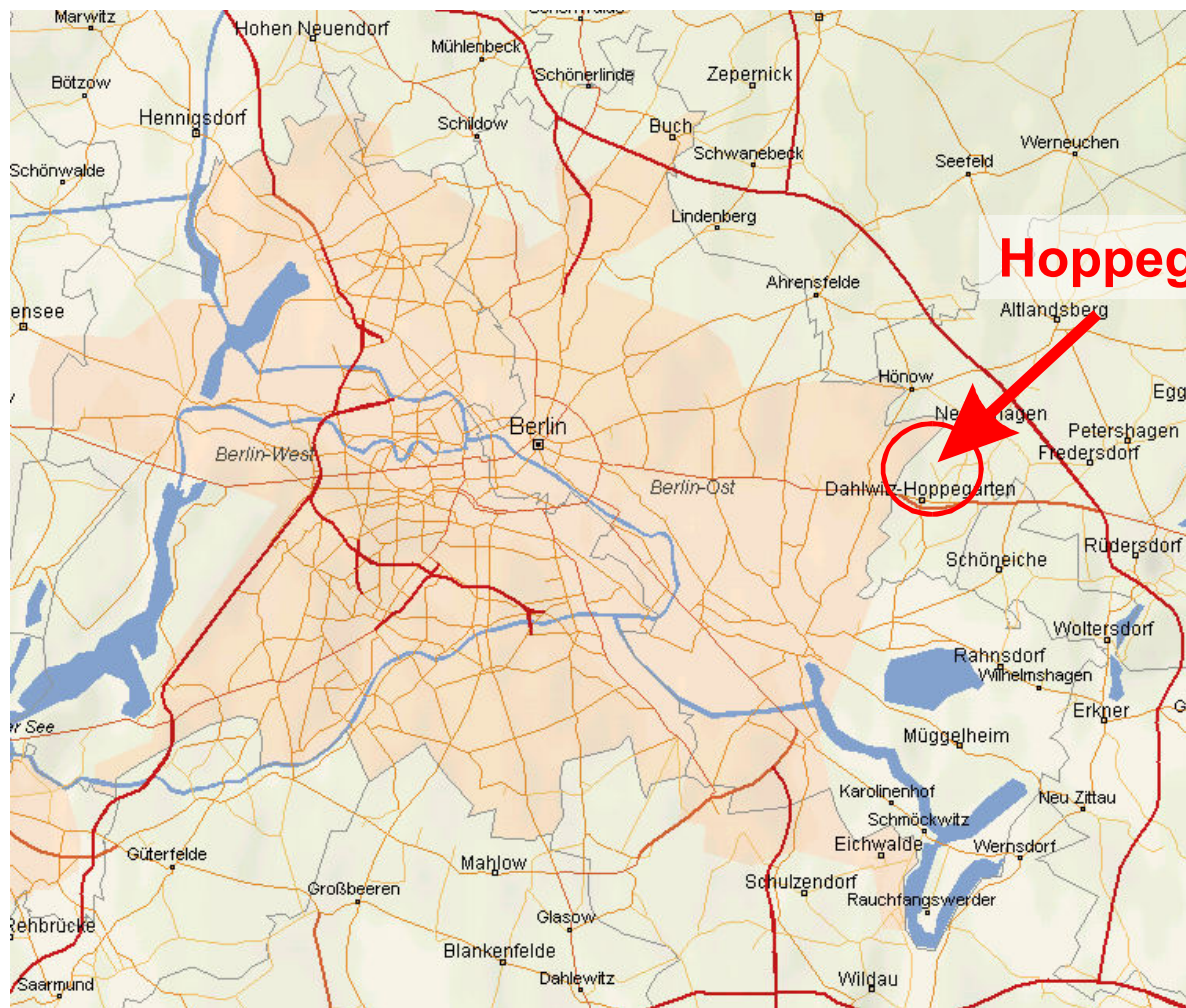 Marwitz
Hohen Neuendorf
Mühlenbeck
Bötzow
Schönerlinde
Zepernick
Hennigsdorf
Schildow
Buch
Schwanebeck
Werneuchen
Seefeld
Schönwalde
Lindenberg
Hoppeg
Ahrensfelde
Altlandsberg
ensee
Hönow
Egg
hagen
Berlin
Petershagen
Berlin-West
Fredersdorf
Berlin-Ost
Dahlwitz-Hoppegarten
Rüdersdorf
Schöneiche
Woltersdorf
Rahnsdorf
Wilhelmshagen
Erkner
G
er See
Müggelheim
Karolinenhof
Neu Zittau
Schmöckwitz
Eichwalde
Wernsdorf
Güterfelde
Mahlow
Großbeeren
Schulzendorf
Rauchfangswerder
Rehbrücke
Glasow
Blankenfelde
Saarmund
Dahlewitz
Wildau